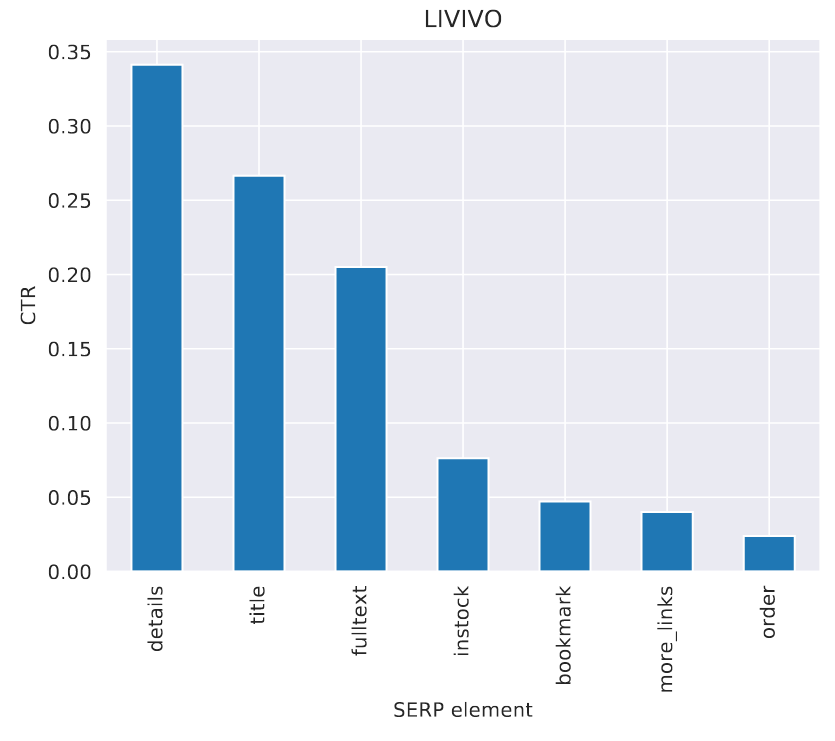 LIVIVO
0.35
0.30
0.25
0.20
0.15
0.10
0.05
0.00
CTR
details
title
fulltext
instock
bookmark
more_links
order
SERP element